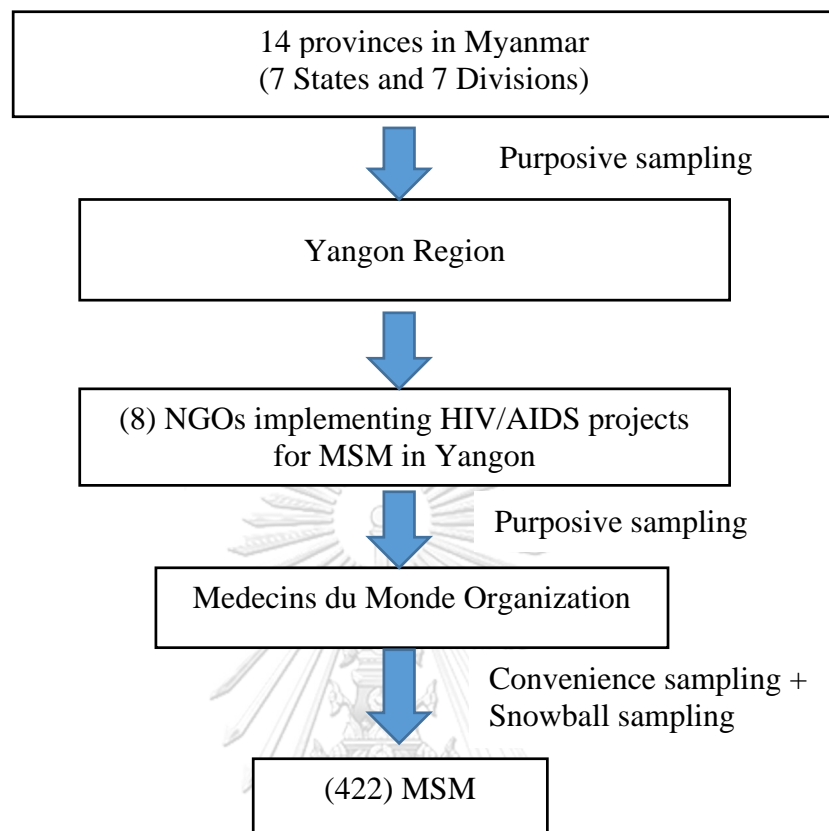 14 provinces in Myanmar
(7 States and 7 Divisions)
Purposive sampling
Yangon Region
(8) NGOs implementing HIV/AIDS projects
for MSM in Yangon
Purposive sampling
Medecins du Monde Organization
Convenience sampling +
Snowball sampling
(422) MSM